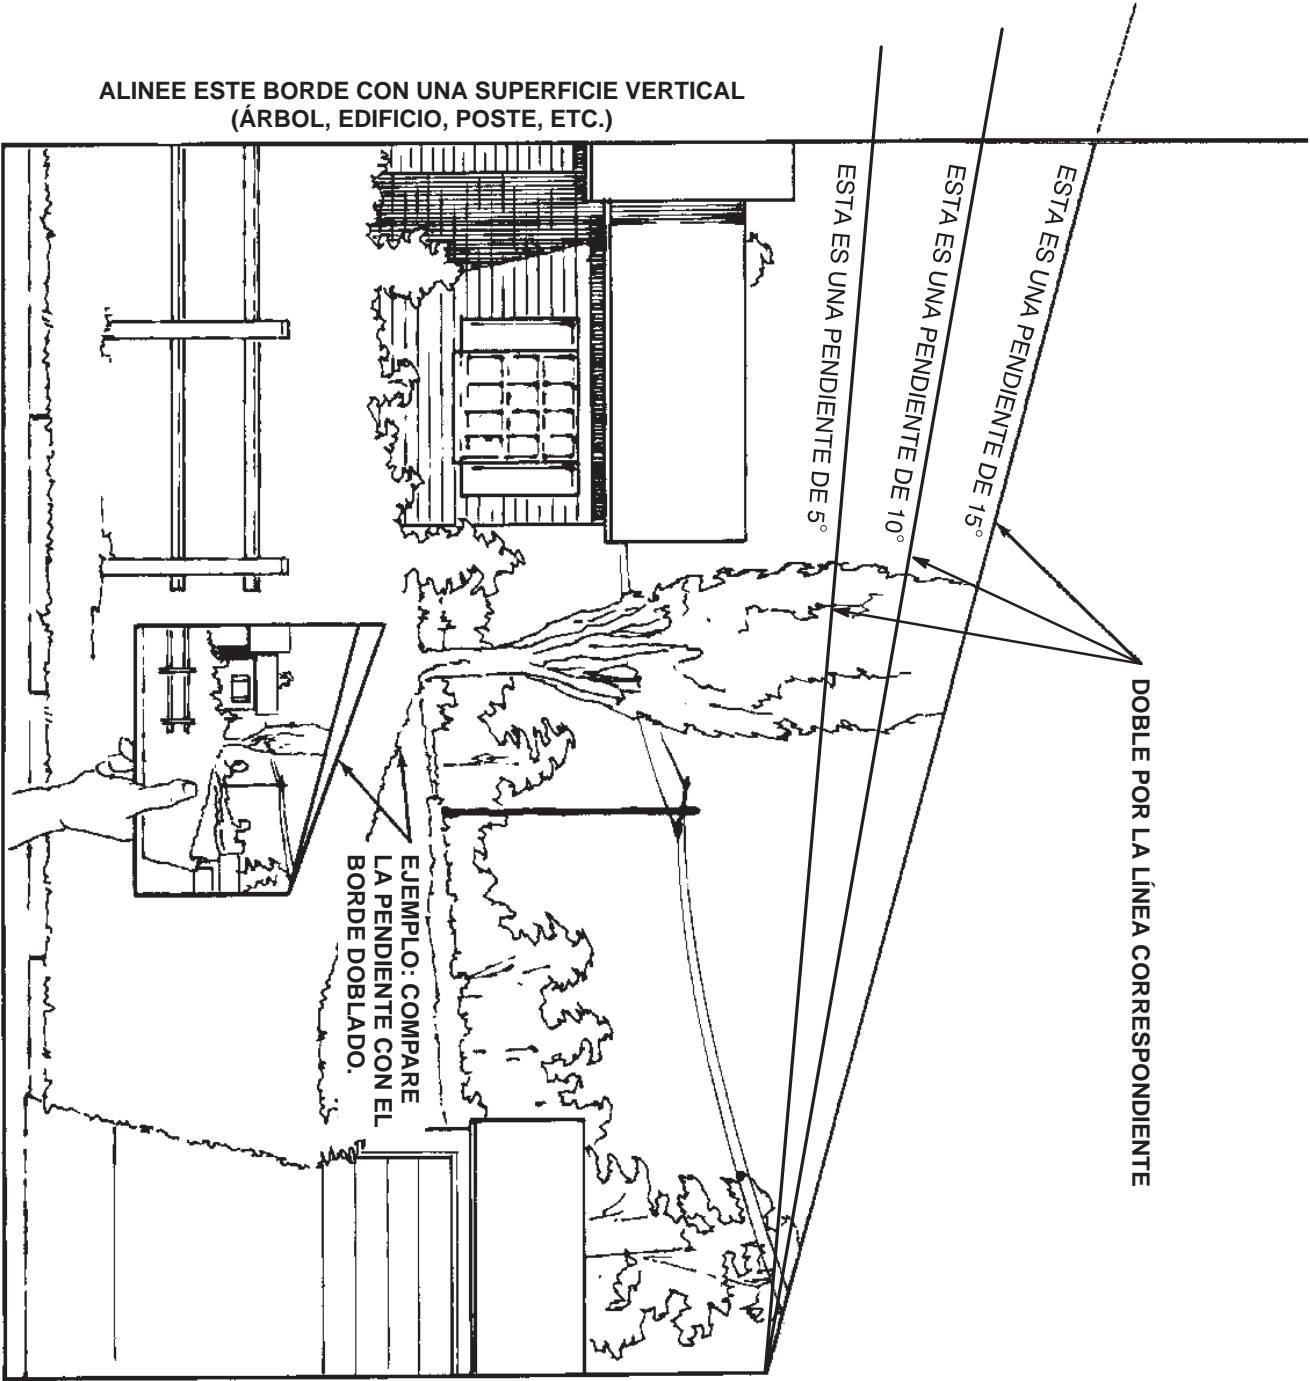 ALINEE ESTE BORDE CON UNA SUPERFICIE VERTICAL
(ÁRBOL, EDIFICIO, POSTE, ETC.)
ESTA ES UNA PENDIENTE DE 15°
ESTA ES UNA PENDIENTE DE 10°
ESTA ES UNA PENDIENTE DE 5°
DOBLE POR LA LÍNEA CORRESPONDIENTE
EJEMPLO: COMPARE
LA PENDIENTE CON EL
BORDE DOBLADO.